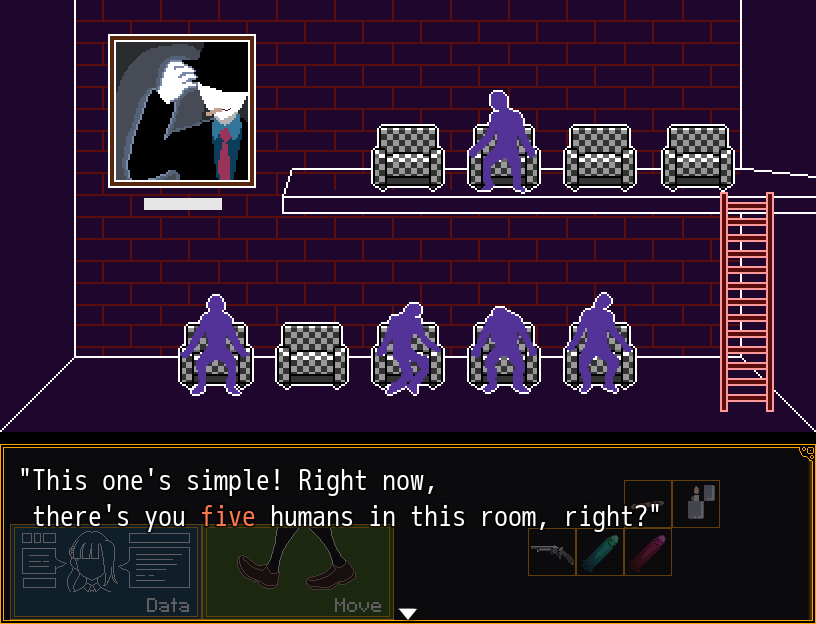 "This one's simple! Right now,
there's you five humans in this room, right?"
Data
Move